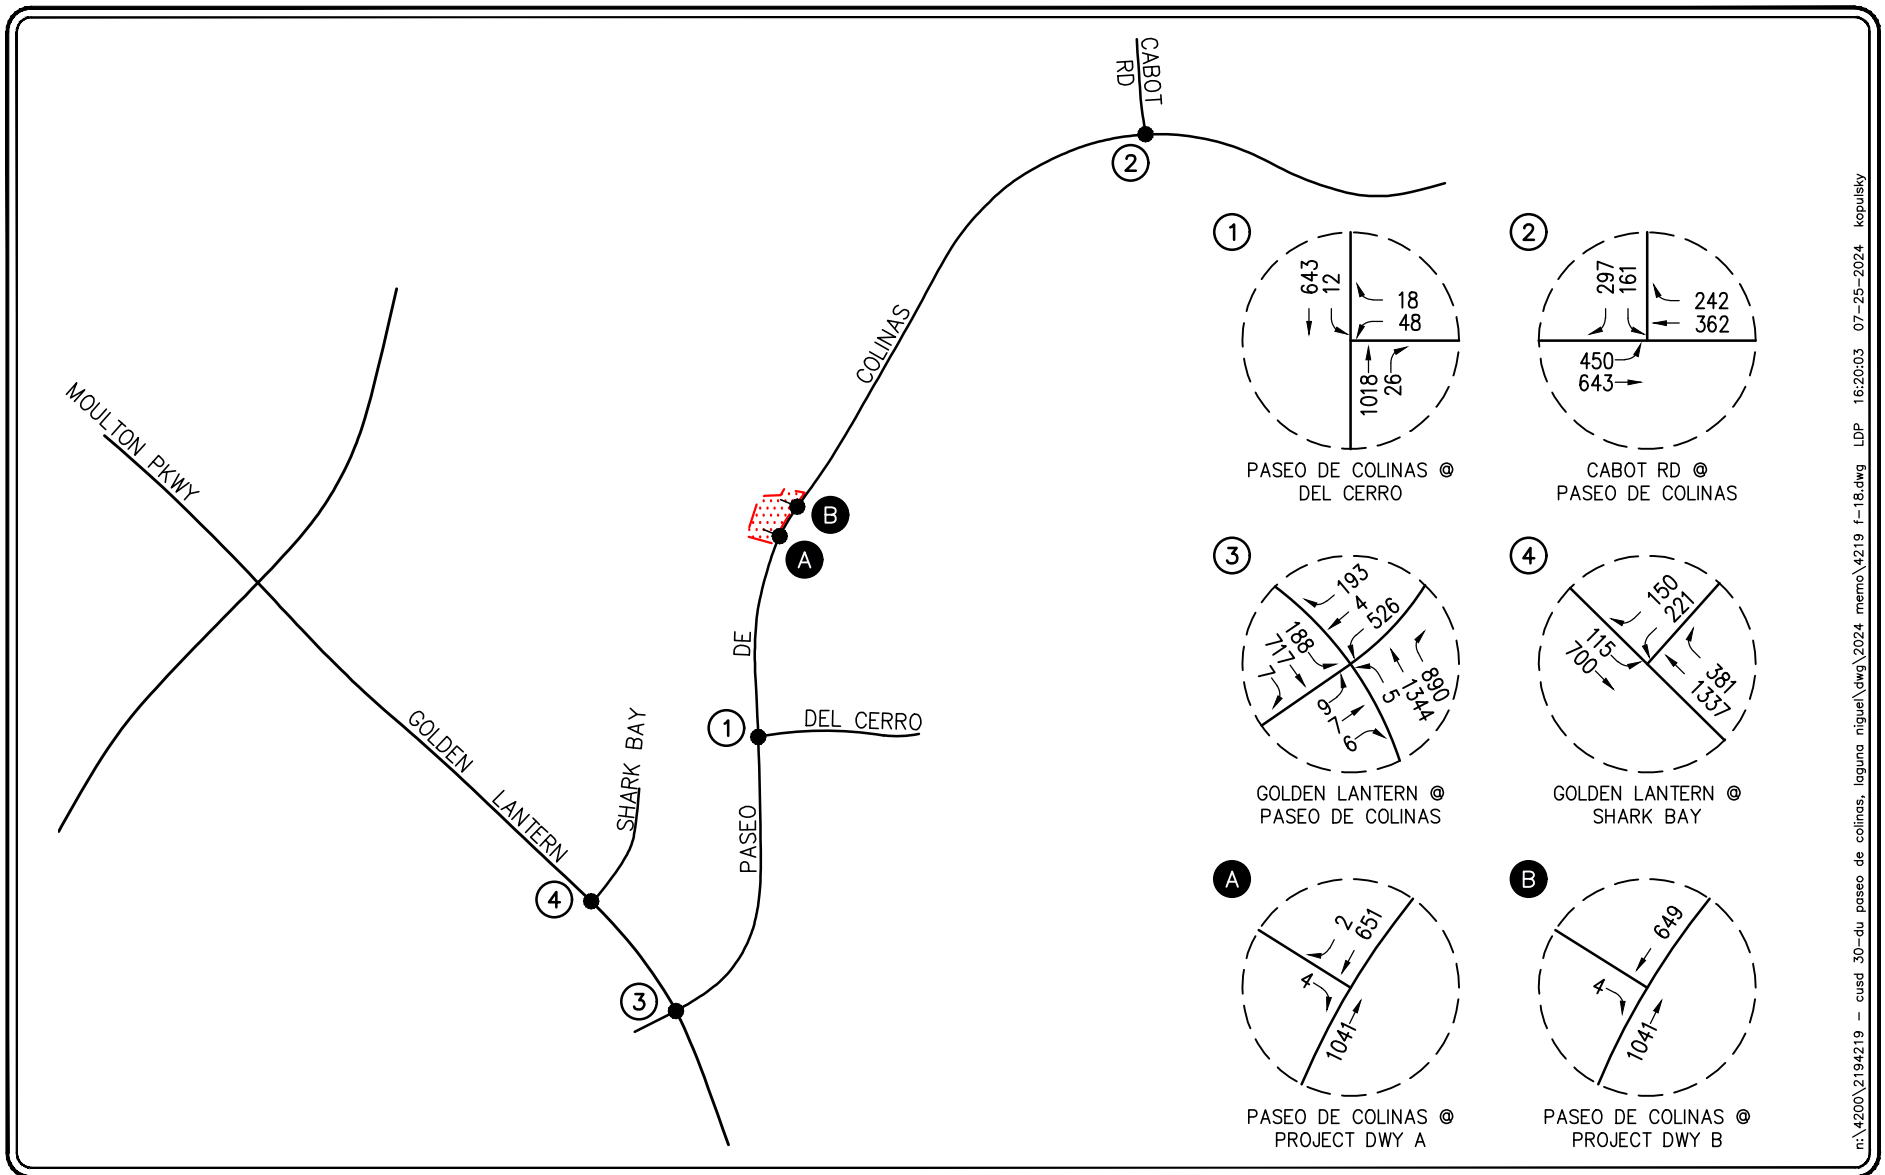 CABOT
RD
2
COLINAS
MOULTON PKWY
B
A
DE
1
DEL CERRO
GOLDEN
LANTERN
SHARK BAY
PASEO
4
3
1
643
12
18
48
1018
26
PASEO DE COLINAS @
DEL CERRO
2
297
161
242
362
450
643
CABOT RD @
PASEO DE COLINAS
3
193
4
526
188
717
7
890
1344
5
9
7
6
GOLDEN LANTERN @
PASEO DE COLINAS
4
150
221
115
700
381
1337
GOLDEN LANTERN @
SHARK BAY
A
2
651
4
1041
PASEO DE COLINAS @
PROJECT DWY A
B
649
4
1041
PASEO DE COLINAS @
PROJECT DWY B
n:\4200\2194219 - cusd 30-du paseo de colinas, laguna niguel\dwg\2024 memo\4219 f-18.dwg LDP 16:20:03 07-25-2024 kopulsky